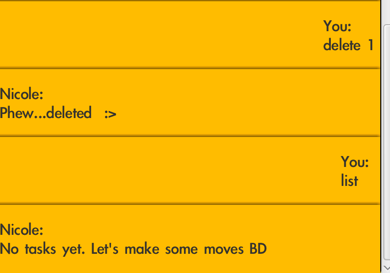 You:
delete 1
Nicole:
Phew...deleted :>
You:
list
Nicole:
No tasks yet. Let's make some moves BD